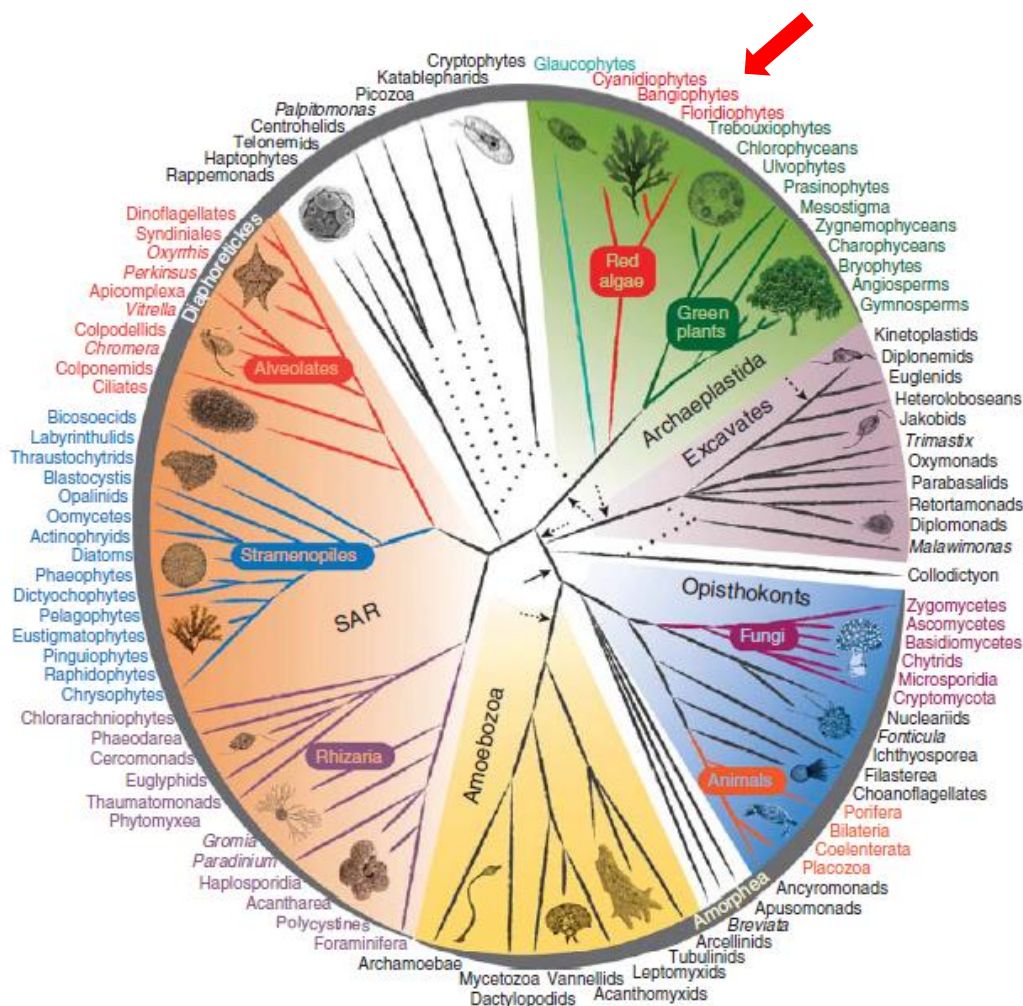 Cryptophytes
Katablepharids
Picozoa
Palpitomonas
Centrohelids
Telonemids
Haptophytes
Rappemonads
Glaucophytes
Cyanidiophytes
Bangiophytes
Floridiophytes
Trebouxiophytes
Chlorophyceans
Ulvophytes
Prasinophytes
Mesostigma
Zygnemophyceans
Charophyceans
Bryophytes
Angiosperms
Gymnosperms
Red
algae
Green
plants
Archaeplastida
Kinetoplastids
Diplonemids
Euglenids
Heteroloboseans
Jakobids
Trimastix
Oxymonads
Parabasalids
Retortamonads
Diplomonads
Malawimonas
Excavates
Collodictyon
Opisthokonts
Zygomycetes
Ascomycetes
Basidiomycetes
Chytrids
Microsporidia
Cryptomycota
Fungi
Nucleariids
Fonticula
Ichthyosporea
Filasterea
Choanoflagellates
Animals
Porifera
Bilateria
Coelenterata
Placozoa
Amorphea
Ancyromonads
Apusomonads
Breviata
Arcellinids
Tubulinids
Leptomyxids
Acanthomyxids
Vannellids
Dactylopodids
Mycetozoa
Archamoebae
Amoebozoa
Diaphoretickes
Dinoflagellates
Syndiniales
Oxyrrhis
Perkinsus
Apicomplexa
Vitrella
Colpodellids
Chromera
Colponemids
Ciliates
Alveolates
Bicosoecids
Labyrinthulids
Thraustochytrids
Blastocystis
Opalinids
Oomycetes
Actinophryids
Diatoms
Phaeophytes
Dictyochophytes
Pelagophytes
Eustigmatophytes
Pinguiophytes
Raphidophytes
Chrysophytes
Stramenopiles
SAR
Chlorarachniophytes
Phaeodarea
Cercomonads
Euglyphids
Thaumatomonads
Phytomyxea
Gromia
Paradinium
Haplosporidia
Acantharea
Polycystines
Foraminifera
Rhizaria